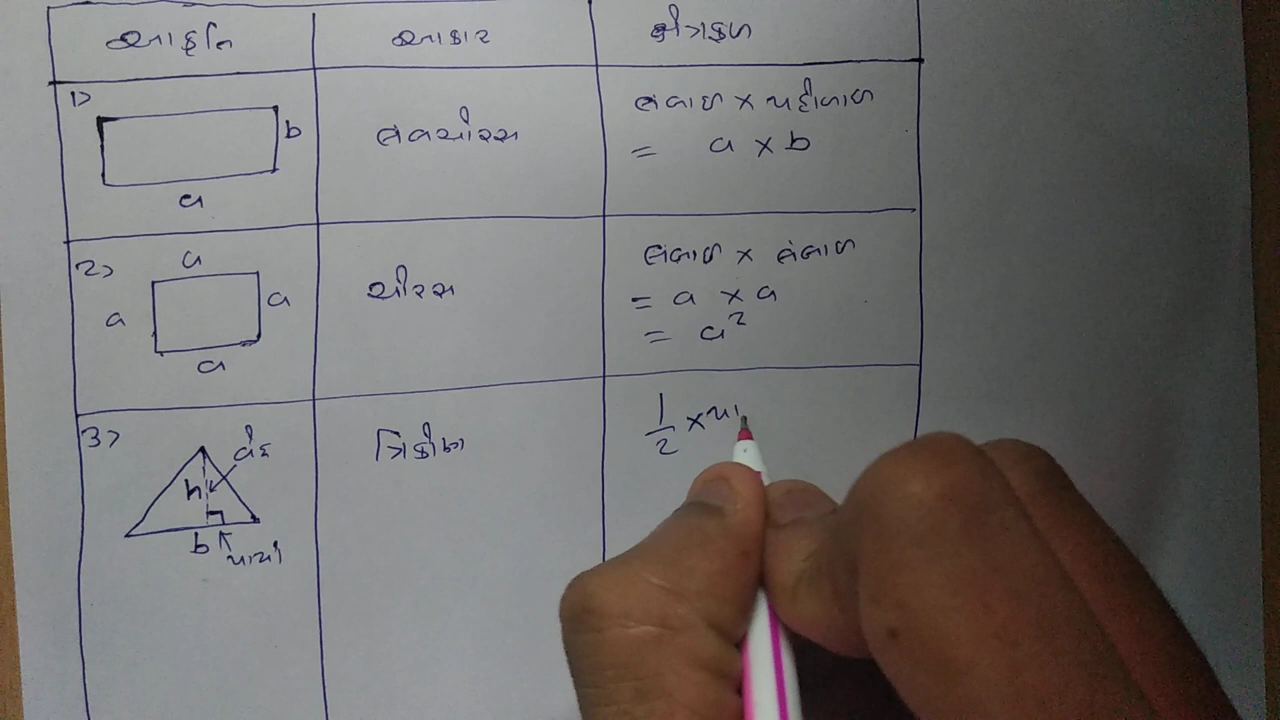 આકૃતિ આકાર ક્ષેત્રફળ
1>
b
a
લંબચોરસ
લંબાઈ × પહોળાઈ
= a × b
2>
a
a
a
a
ચોરસ
લંબાઈ × લંબાઈ
= a × a
= a²
3>
વેધ
h
b
પાયો
ત્રિકોણ
1/2 × પા